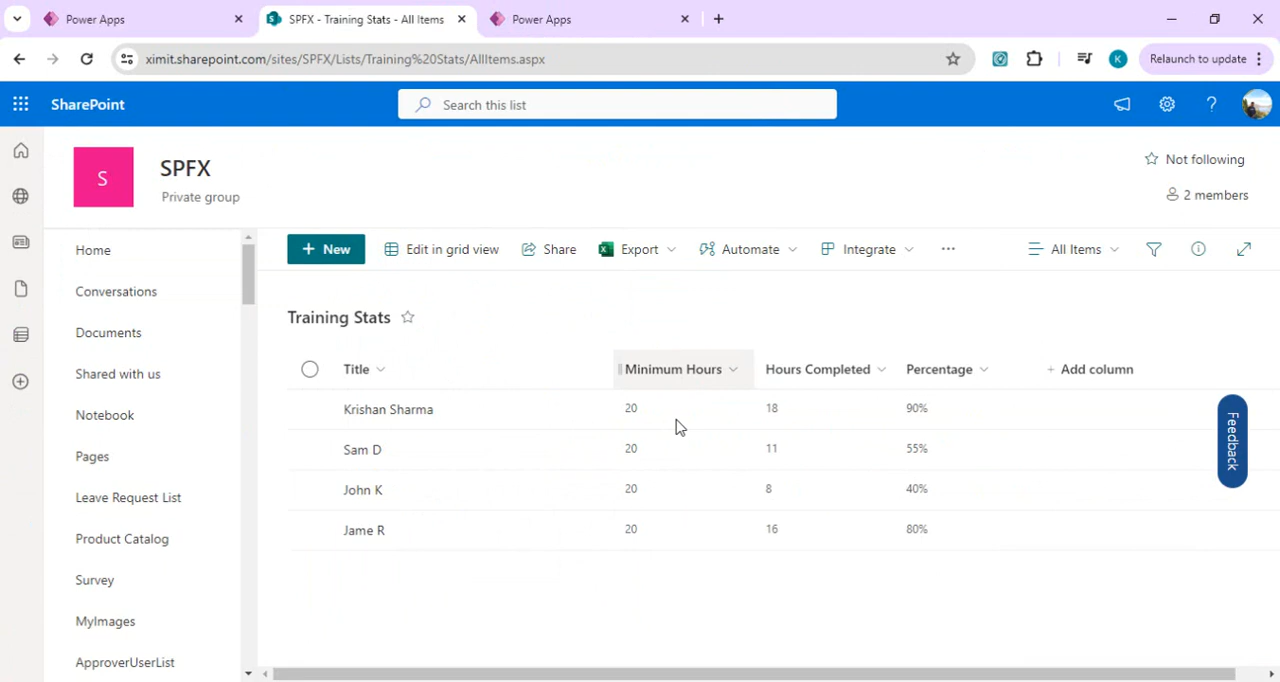 Power Apps
SPFX - Training Stats - All Items
Power Apps
ximit.sharepoint.com/sites/SPFX/Lists/Training%20Stats/AllItems.aspx
K
Relaunch to update
SharePoint
Search this list
S
SPFX
Private group
Not following
2 members
Home
Conversations
Documents
Shared with us
Notebook
Pages
Leave Request List
Product Catalog
Survey
MyImages
ApproverUserList
+ New
Edit in grid view
Share
Export
Automate
Integrate
...
All Items
Training Stats
Title Minimum Hours Hours Completed Percentage + Add column
Krishan Sharma 20 18 90%
Sam D 20 11 55%
John K 20 8 40%
Jame R 20 16 80%
Feedback